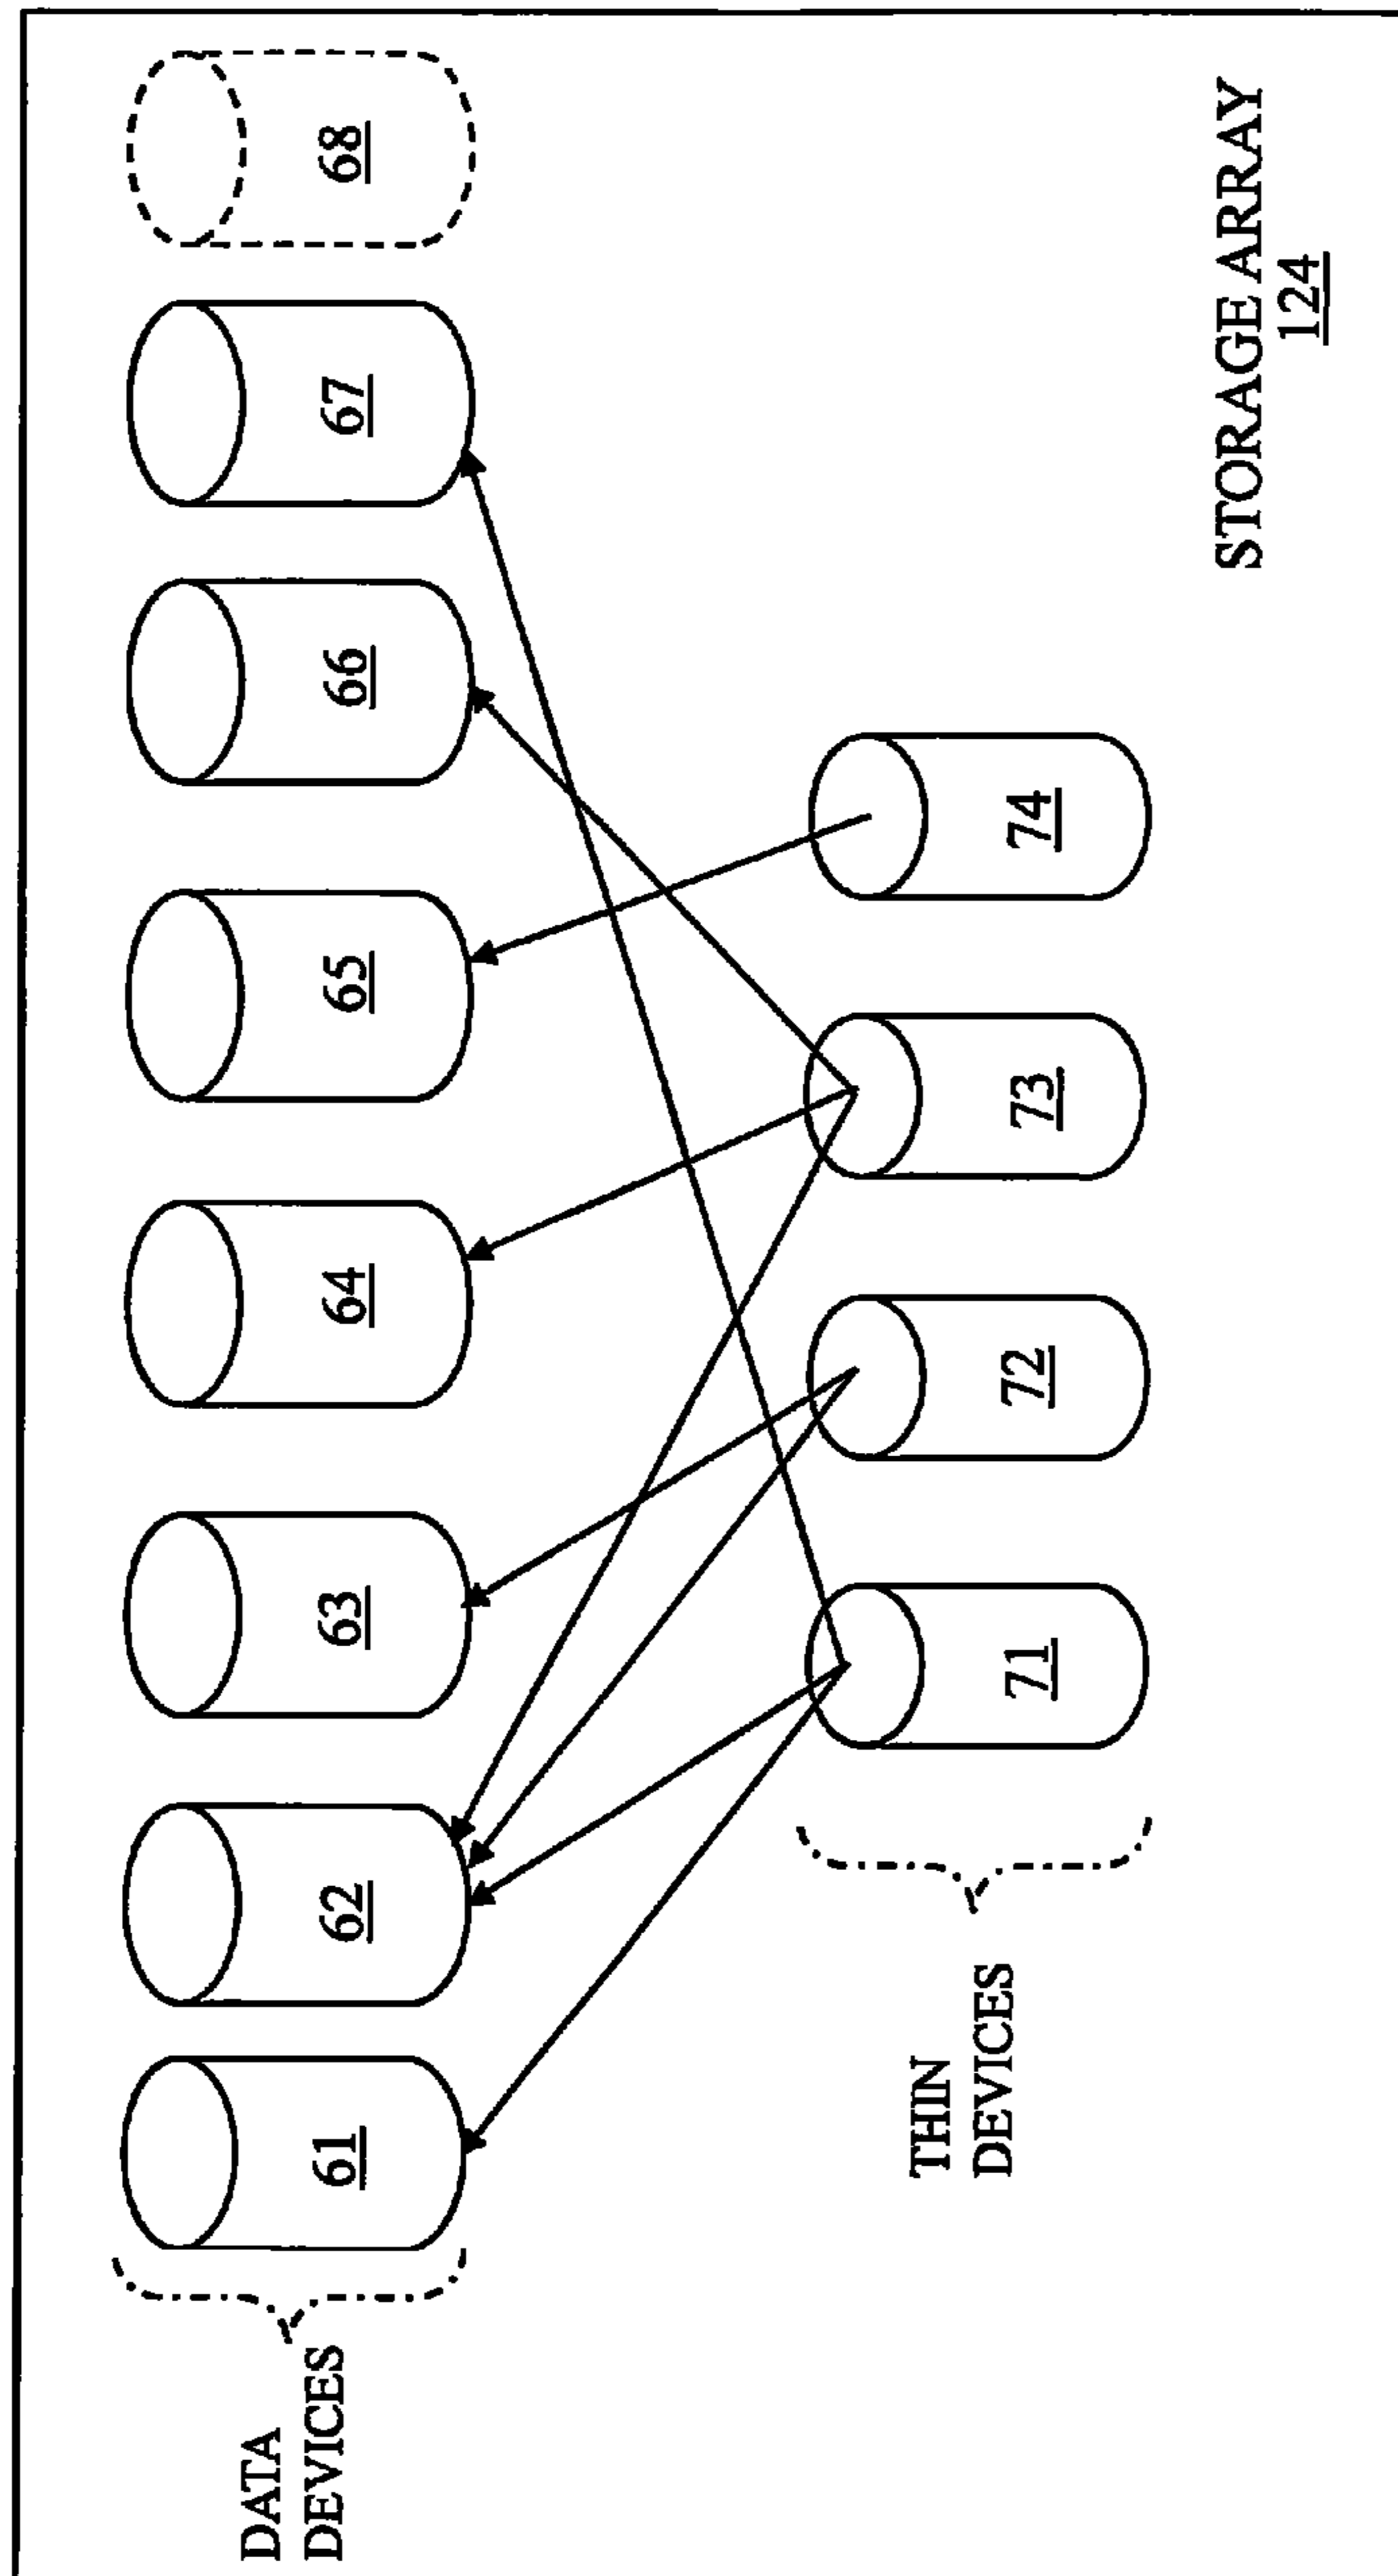 DATA
DEVICES
61
62
63
64
65
66
67
68
THIN
DEVICES
71
72
73
74
STORAGE ARRAY
124